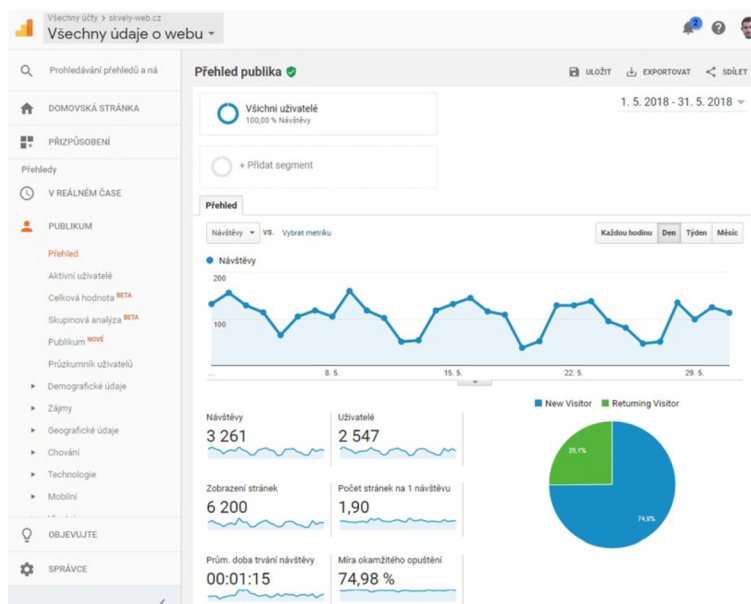 Všechny účty > skvely-web.cz
Všechny údaje o webu
2
Prohledávání přehledů a ná
DOMOVSKÁ STRÁNKA
PŘIZPŮSOBENÍ
Přehledy
V REÁLNÉM ČASE
PUBLIKUM
Přehled
Aktivní uživatelé
Celková hodnota BETA
Skupinová analýza BETA
Publikum NOVÉ
Průzkumník uživatelů
Demografické údaje
Zájmy
Geografické údaje
Chování
Technologie
Mobilní
OBJEVUJTE
SPRÁVCE
Přehled publika
ULOŽIT
EXPORTOVAT
SDÍLET
Všichni uživatelé
100,00 % Návštěvy
1. 5. 2018 - 31. 5. 2018
+ Přidat segment
Přehled
Návštěvy VS. Vybrat metriku
Každou hodinu Den Týden Měsíc
Návštěvy
200
100
... 8. 5. 15. 5. 22. 5. 29. 5.
Návštěvy
3 261
Uživatelé
2 547
Zobrazení stránek
6 200
Počet stránek na 1 návštěvu
1,90
Prům. doba trvání návštěvy
00:01:15
Míra okamžitého opuštění
74,98 %
New Visitor Returning Visitor
25,1%
74,9%